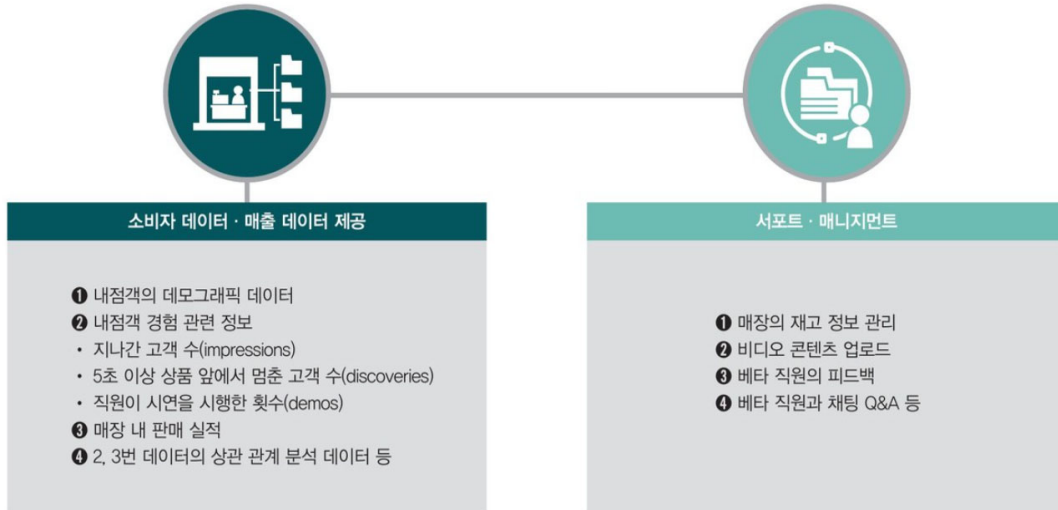 소비자 데이터 · 매출 데이터 제공
❶ 내점객의 데모그래픽 데이터
❷ 내점객 경험 관련 정보
• 지나간 고객 수(impressions)
• 5초 이상 상품 앞에서 멈춘 고객 수(discoveries)
• 직원이 시연을 시행한 횟수(demos)
❸ 매장 내 판매 실적
❹ 2, 3번 데이터의 상관 관계 분석 데이터 등
서포트 · 매니지먼트
❶ 매장의 재고 정보 관리
❷ 비디오 콘텐츠 업로드
❸ 베타 직원의 피드백
❹ 베타 직원과 채팅 Q&A 등